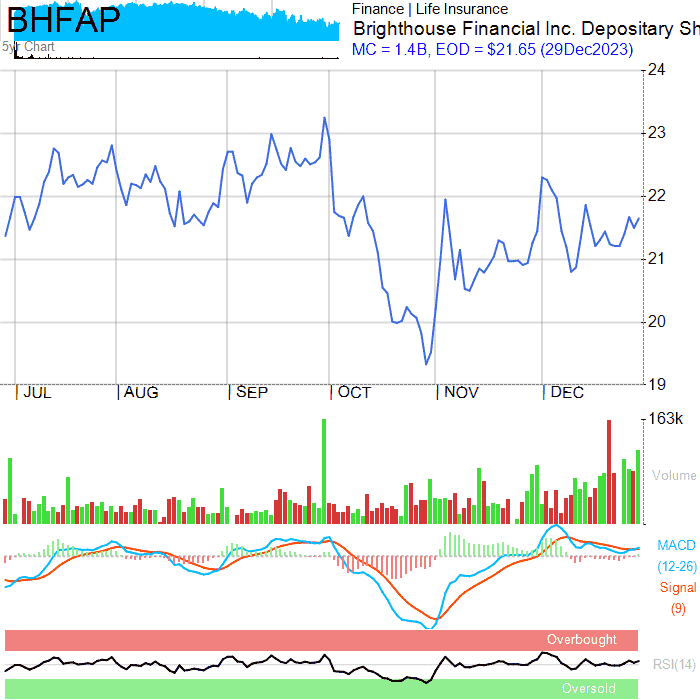 BHFAP
5yr Chart
Finance | Life Insurance
Brighthouse Financial Inc. Depositary Sh
MC = 1.4B, EOD = $21.65 (29Dec2023)
24
23
22
21
20
19
JUL AUG SEP OCT NOV DEC
163k
Volume
MACD
(12-26)
Signal
(9)
Overbought
RSI(14)
Oversold